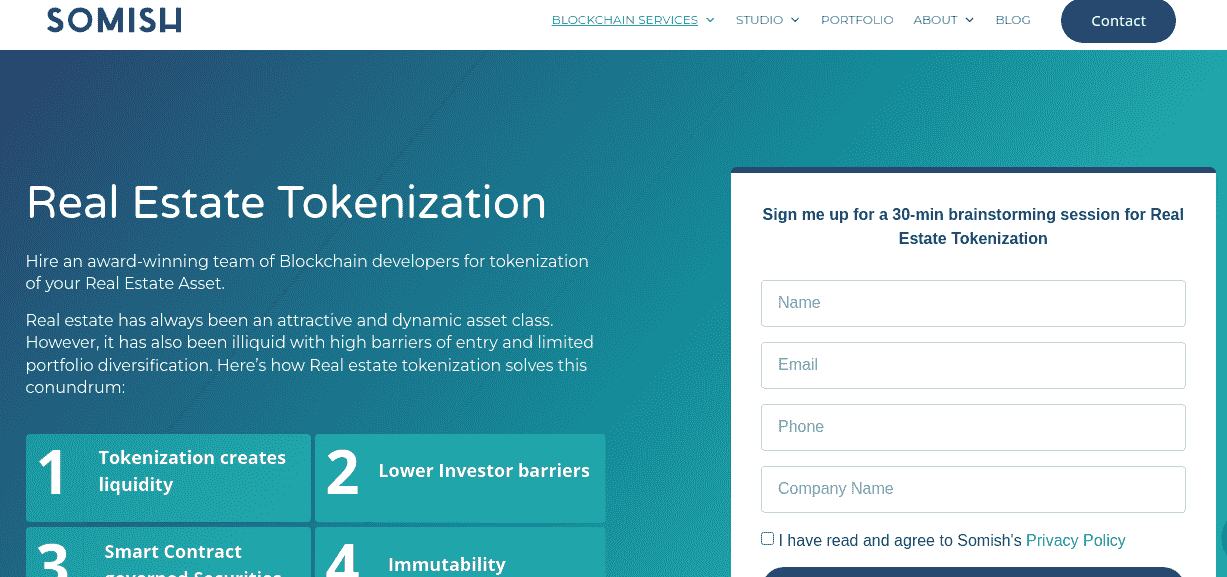 SOMISH
BLOCKCHAIN SERVICES
STUDIO
PORTFOLIO
ABOUT
BLOG
Contact
Real Estate Tokenization
Hire an award-winning team of Blockchain developers for tokenization
of your Real Estate Asset.
Real estate has always been an attractive and dynamic asset class.
However, it has also been illiquid with high barriers of entry and limited
portfolio diversification. Here’s how Real estate tokenization solves this
conundrum:
1
Tokenization creates
liquidity
2
Lower Investor barriers
3
Smart Contract
governed Securities
4
Immutability
Sign me up for a 30-min brainstorming session for Real
Estate Tokenization
Name
Email
Phone
Company Name
I have read and agree to Somish's Privacy Policy